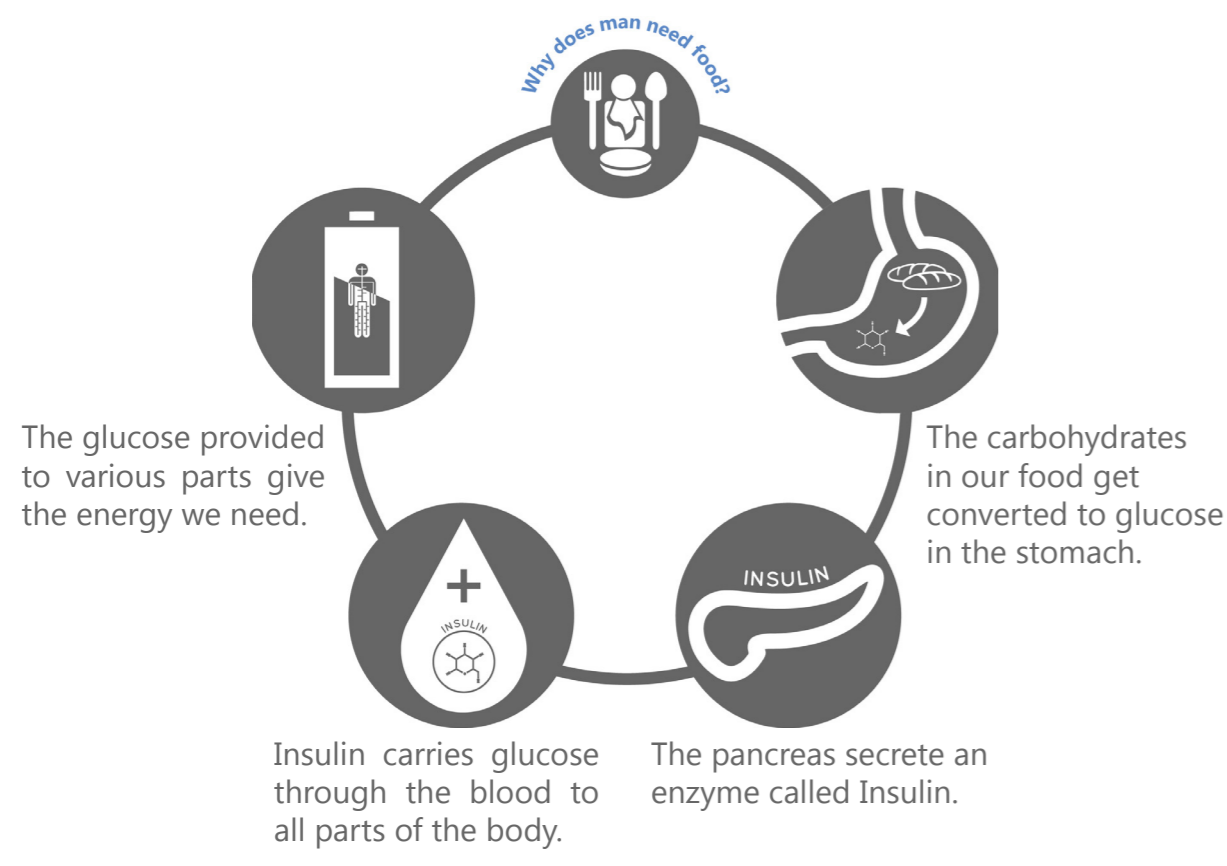 Why does man need food?
The carbohydrates
in our food get
converted to glucose
in the stomach.
INSULIN
The pancreas secrete an
enzyme called Insulin.
INSULIN
Insulin carries glucose
through the blood to
all parts of the body.
The glucose provided
to various parts give
the energy we need.